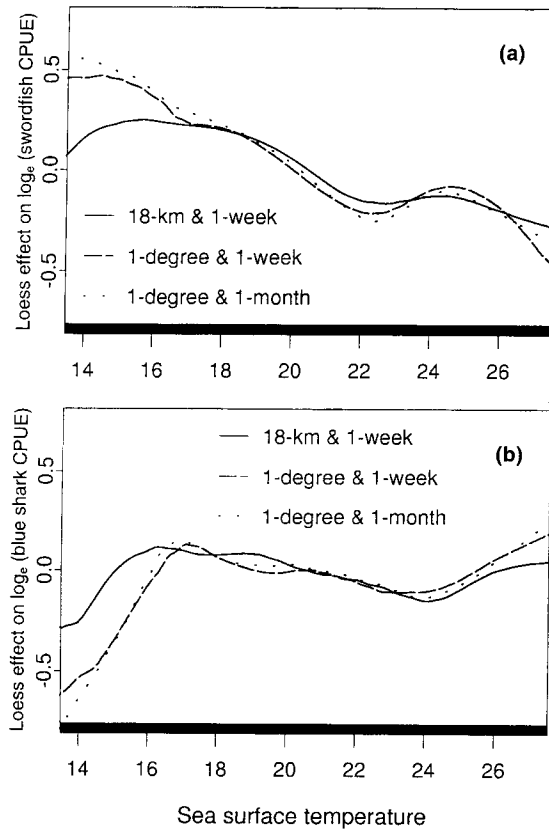 (a)
Loess effect on logₑ (swordfish CPUE)
0.5
0.0
-0.5
18-km & 1-week
1-degree & 1-week
1-degree & 1-month
14 16 18 20 22 24 26
(b)
Loess effect on logₑ (blue shark CPUE)
0.5
0.0
-0.5
18-km & 1-week
1-degree & 1-week
1-degree & 1-month
14 16 18 20 22 24 26
Sea surface temperature